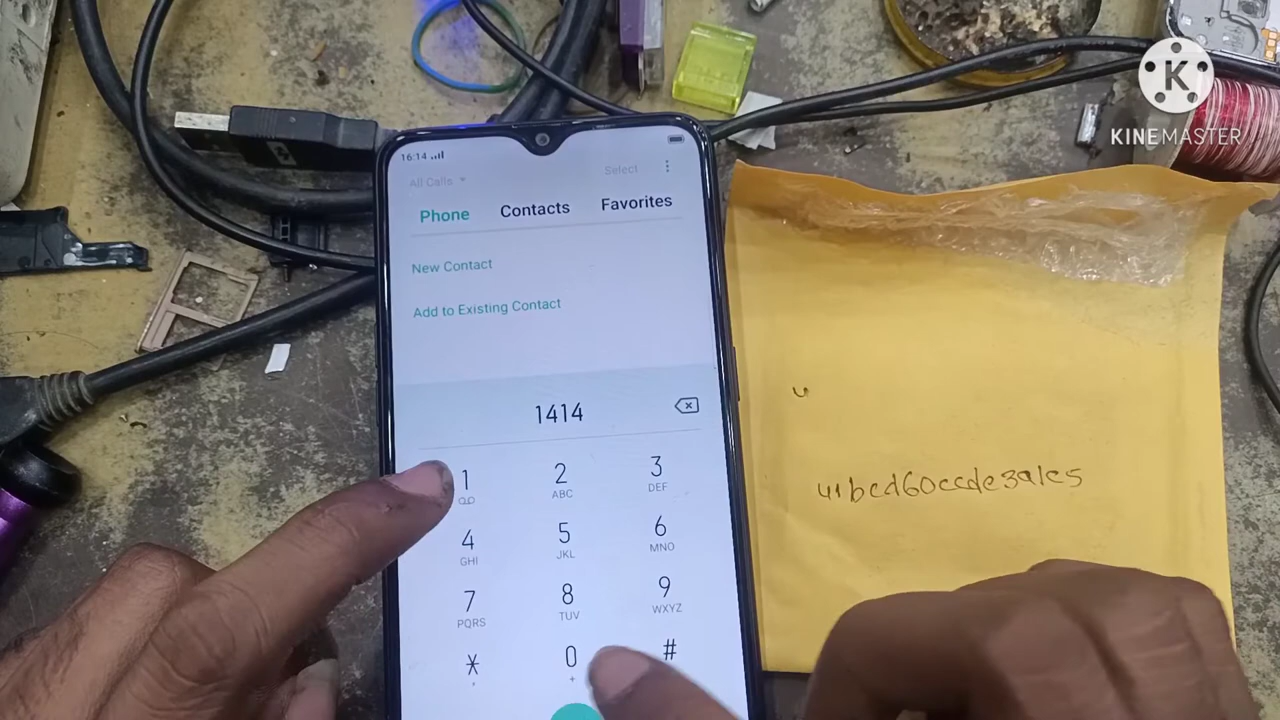 K
KINEMASTER
16:14
All Calls Select
Phone Contacts Favorites
New Contact
Add to Existing Contact
1414
1 2 3
ABC DEF
4 5 6
GHI JKL MNO
7 8 9
PQRS TUV WXYZ
* 0 #
+